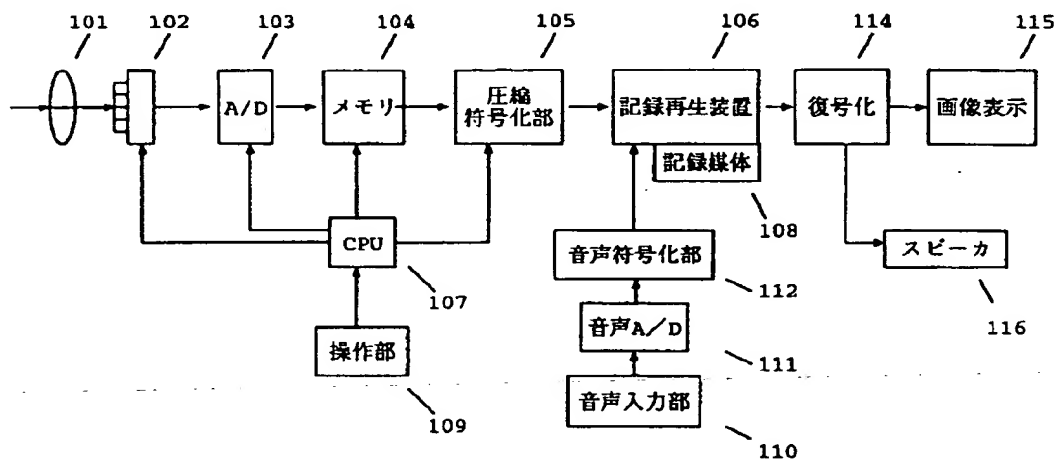 101
102
103
104
105
106
114
115
A/D
メモリ
圧縮
符号化部
記録再生装置
復号化
画像表示
記録媒体
108
CPU
107
音声符号化部
112
スピーカ
116
操作部
109
音声A/D
111
音声入力部
110